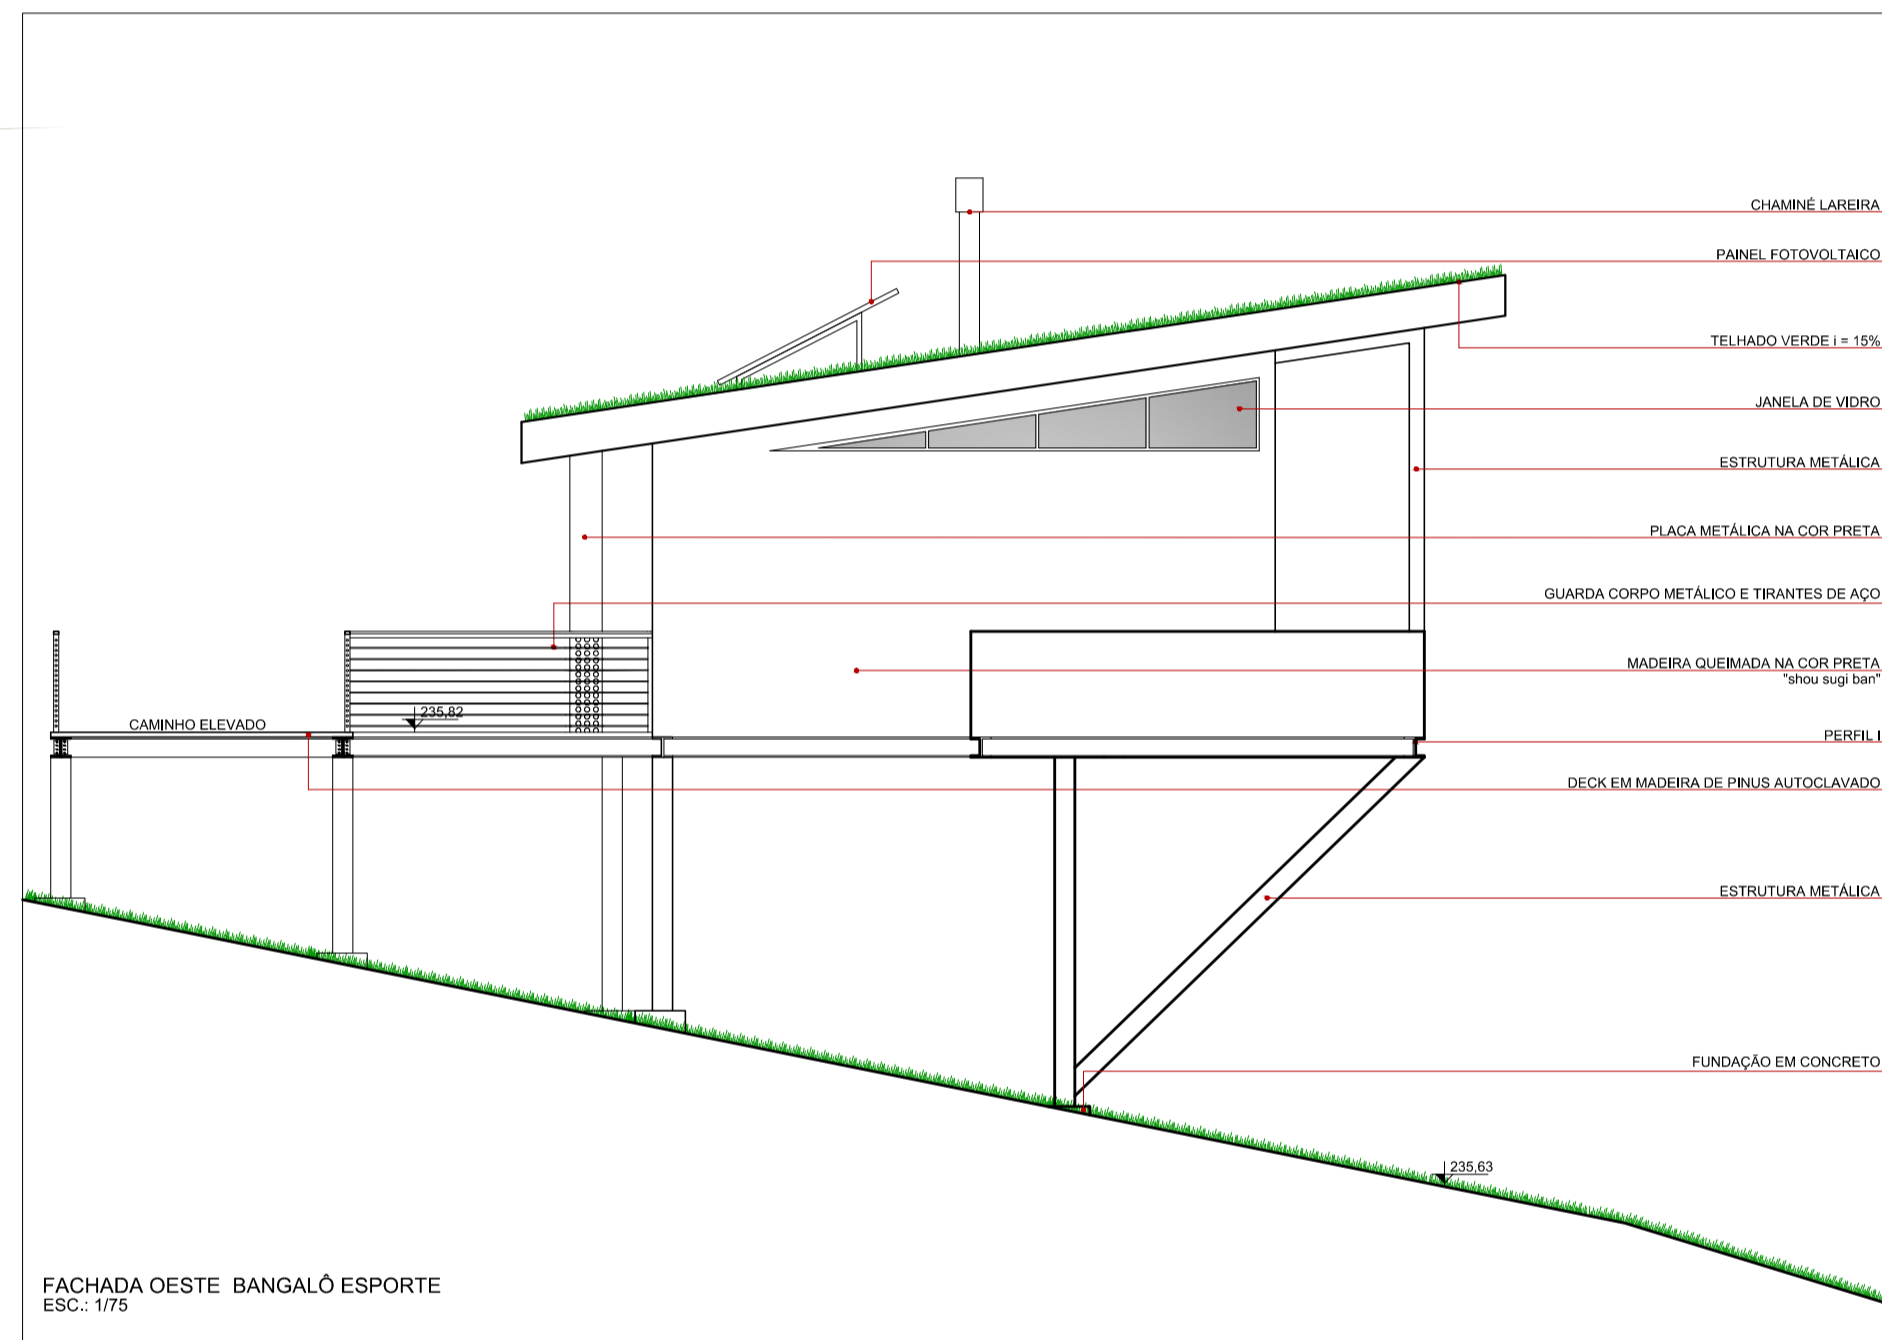 CHAMINÉ LAREIRA
PAINEL FOTOVOLTAICO
TELHADO VERDE i = 15%
JANELA DE VIDRO
ESTRUTURA METÁLICA
PLACA METÁLICA NA COR PRETA
GUARDA CORPO METÁLICO E TIRANTES DE AÇO
MADEIRA QUEIMADA NA COR PRETA
"shou sugi ban"
235,82
CAMINHO ELEVADO
PERFIL I
DECK EM MADEIRA DE PINUS AUTOCLAVADO
ESTRUTURA METÁLICA
FUNDAÇÃO EM CONCRETO
235,63
FACHADA OESTE BANGALÔ ESPORTE
ESC.: 1/75